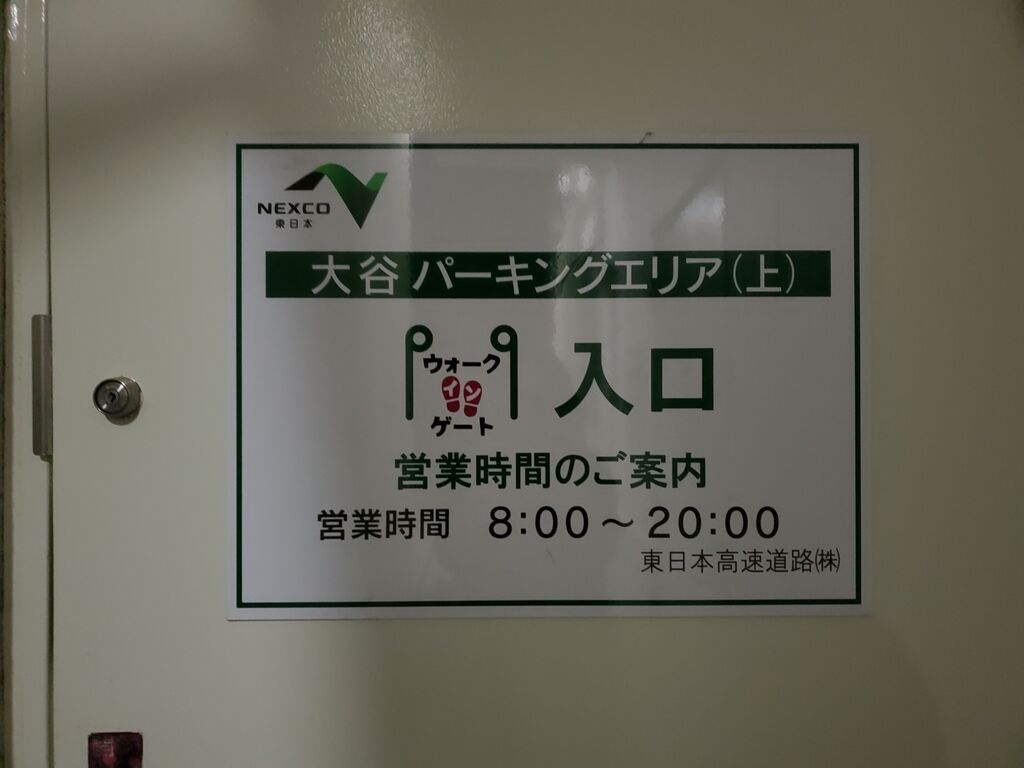 NEXCO
東日本
大谷 パーキングエリア(上)
ウォーク
イン
ゲート
入口
営業時間のご案内
営業時間 8:00～20:00
東日本高速道路㈱